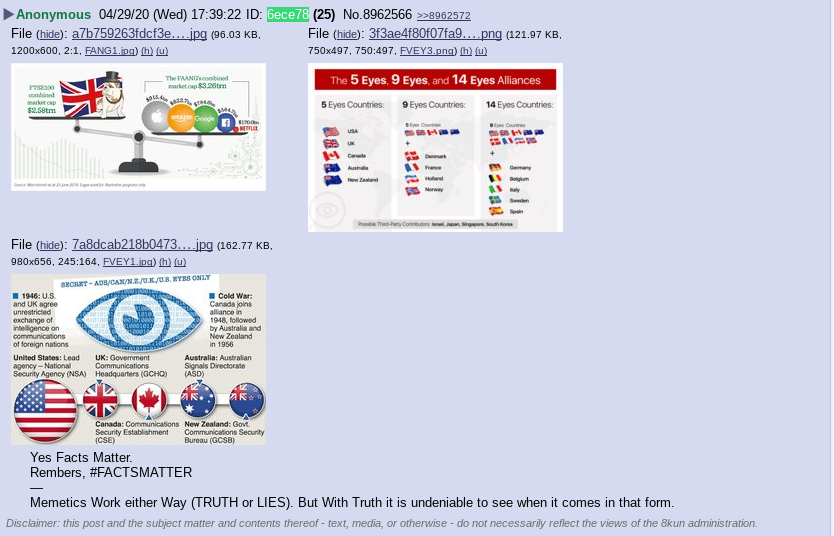 Anonymous 04/29/20 (Wed) 17:39:22 ID: 6ece78 (25) No.8962566 >>8962572
File (hide): a7b759263fdcf3e….jpg (96.03 KB,
1200x600, 2:1, FANG1.jpg) (h) (u)
FTSE100
combined
market cap
$2.58trn
The FAANG's combined
market cap $3.26trn
amazon
Google
NETFLIX
File (hide): 3f3ae4f80f07fa9….png (121.97 KB,
750x497, 750:497, FVEY3.png) (h) (u)
The 5 Eyes, 9 Eyes, and 14 Eyes Alliances
5 Eyes Countries:
USA
UK
Canada
Australia
New Zealand
9 Eyes Countries:
5 Eyes Countries:
+
Denmark
France
Holland
Norway
14 Eyes Countries:
9 Eyes Countries:
+
Germany
Belgium
Italy
Sweden
Spain
Possible Third-Party Contributors: Israel, Japan, Singapore, South Korea
File (hide): 7a8dcab218b0473….jpg (162.77 KB,
980x656, 245:164, FVEY1.jpg) (h) (u)
SECRET – AUS/CAN/N.Z./U.K./U.S. EYES ONLY
1946: U.S.
and UK agree
unrestricted
exchange of
intelligence on
communications
of foreign nations
Cold War:
Canada joins
alliance in
1948, followed
by Australia and
New Zealand
in 1956
United States: Lead
agency – National
Security Agency (NSA)
UK: Government
Communications
Headquarters (GCHQ)
Australia: Australian
Signals Directorate
(ASD)
Canada: Communications
Security Establishment
(CSE)
New Zealand: Govt.
Communications Security
Bureau (GCSB)
Yes Facts Matter.
Rembers, #FACTSMATTER
—
Memetics Work either Way (TRUTH or LIES). But With Truth it is undeniable to see when it comes in that form.
Disclaimer: this post and the subject matter and contents thereof - text, media, or otherwise - do not necessarily reflect the views of the 8kun administration.